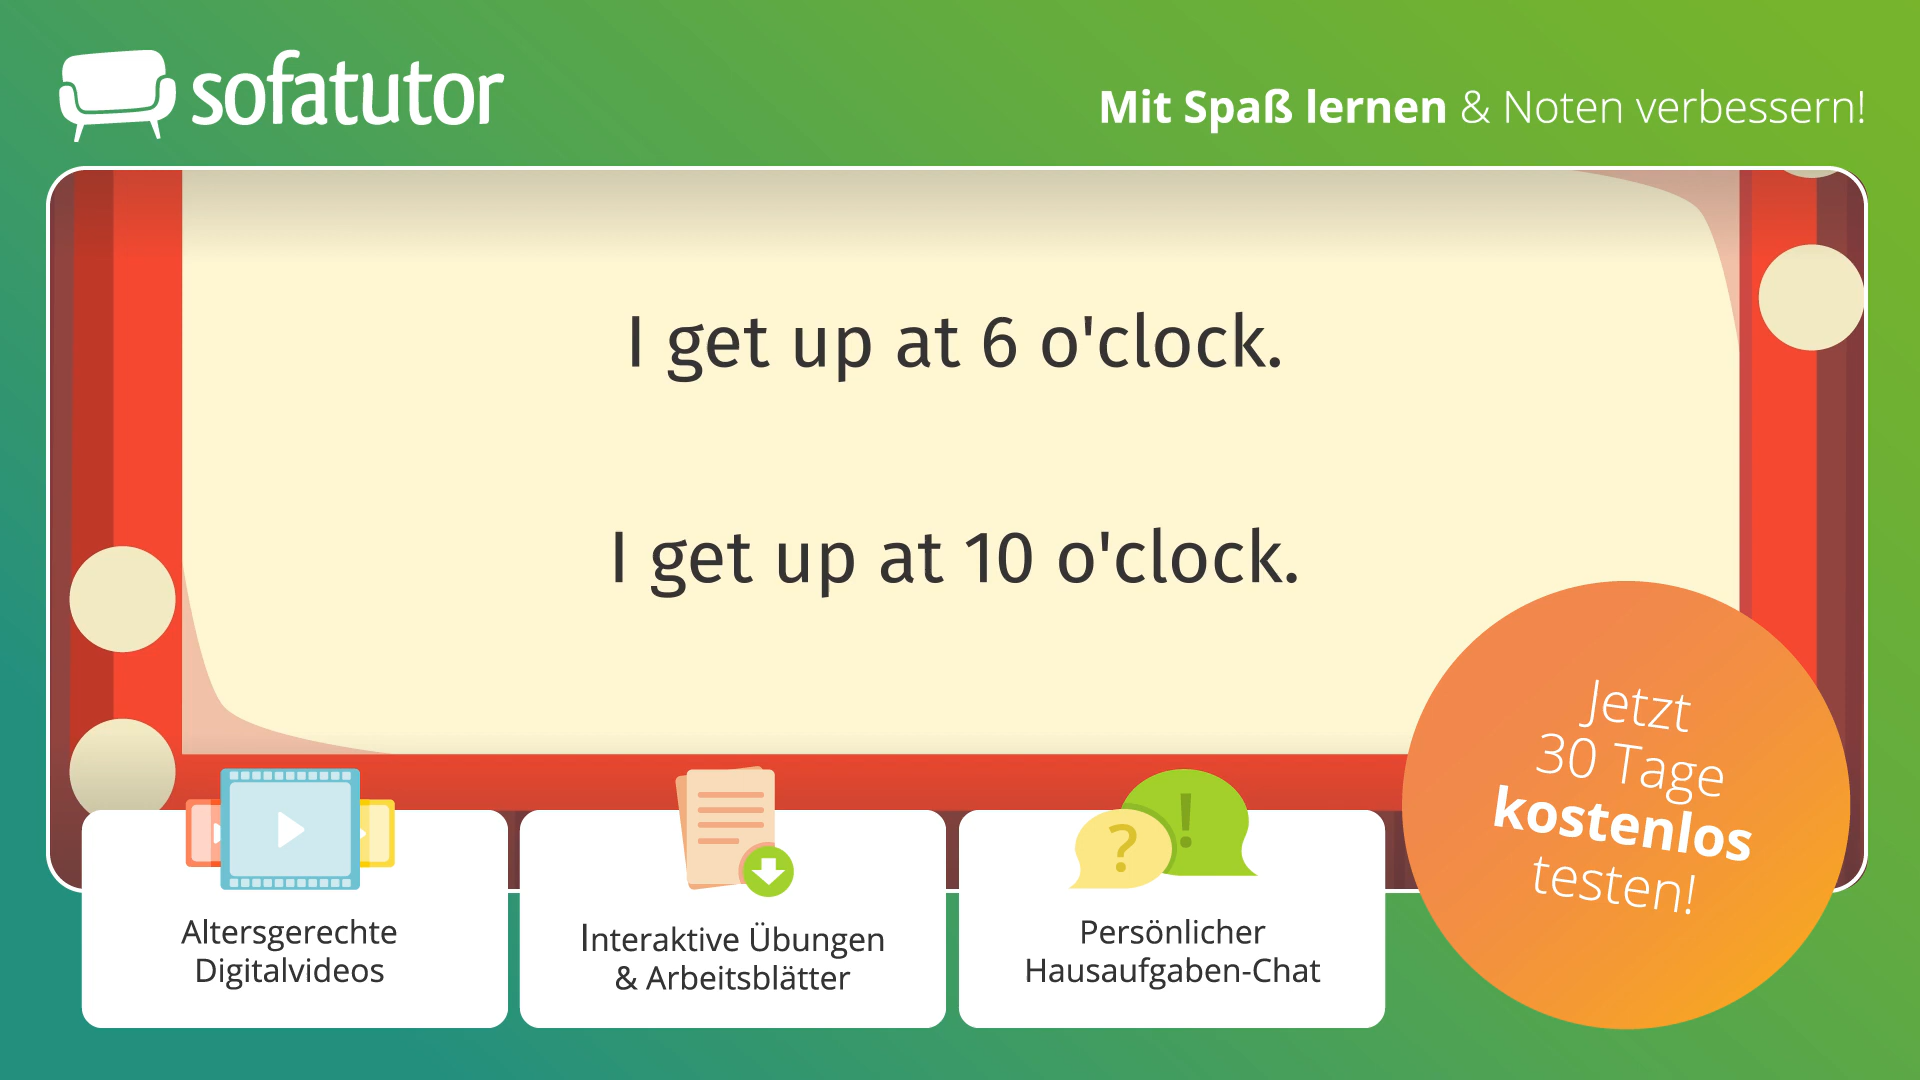 sofatutor
Mit Spaß lernen & Noten verbessern!
I get up at 6 o'clock.
I get up at 10 o'clock.
Jetzt
30 Tage
kostenlos
testen!
?
!
Altersgerechte
Digitalvideos
Interaktive Übungen
& Arbeitsblätter
Persönlicher
Hausaufgaben-Chat